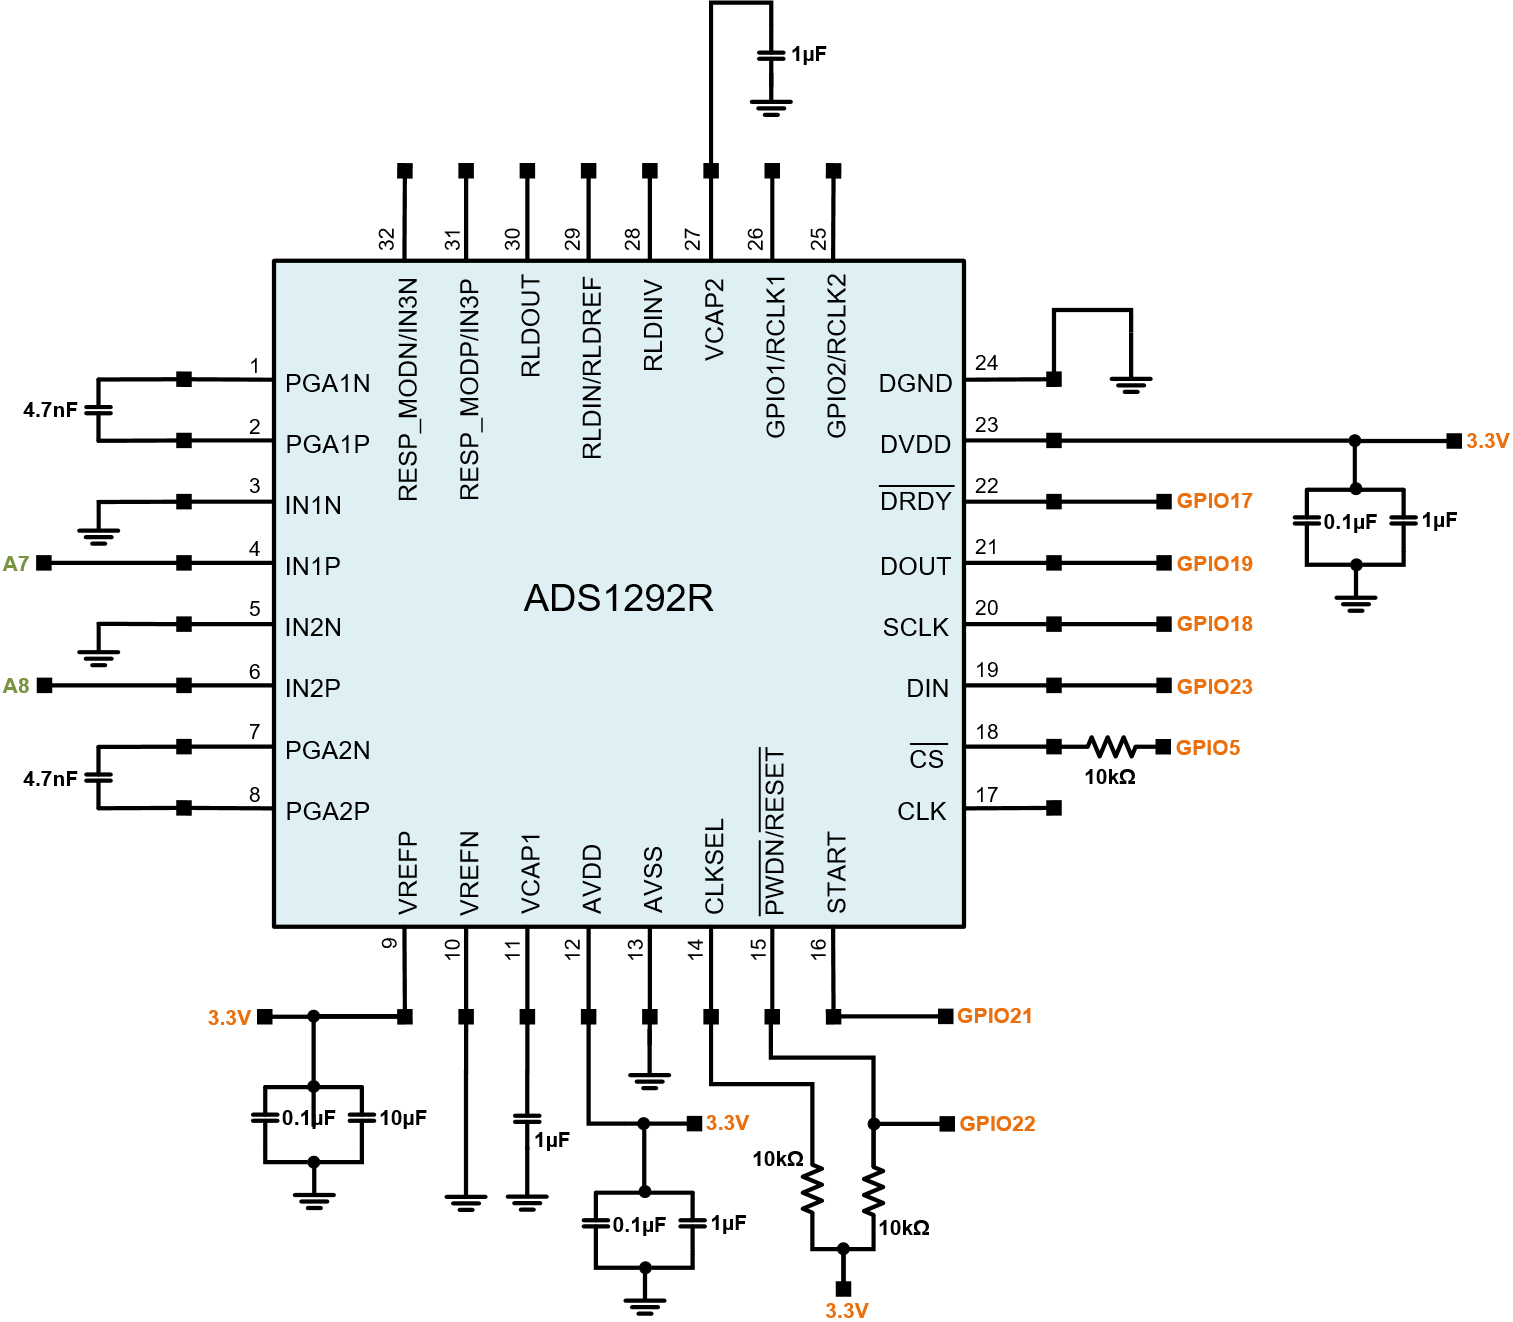 1µF
32
31
30
29
28
27
26
25
RESP_MODN/IN3N
RESP_MODP/IN3P
RLDOUT
RLDIN/RLDREF
RLDINV
VCAP2
GPIO1/RCLK1
GPIO2/RCLK2
1
PGA1N
4.7nF
2
PGA1P
3
IN1N
A7
4
IN1P
5
IN2N
A8
6
IN2P
7
PGA2N
4.7nF
8
PGA2P
ADS1292R
DGND
24
DVDD
23
3.3V
0.1µF
1µF
DRDY
22
GPIO17
DOUT
21
GPIO19
SCLK
20
GPIO18
DIN
19
GPIO23
CS
18
GPIO5
10kΩ
CLK
17
VREFP
VREFN
VCAP1
AVDD
AVSS
CLKSEL
PWDN/RESET
START
9
10
11
12
13
14
15
16
3.3V
GPIO21
0.1µF
10µF
1µF
3.3V
GPIO22
0.1µF
1µF
10kΩ
10kΩ
3.3V